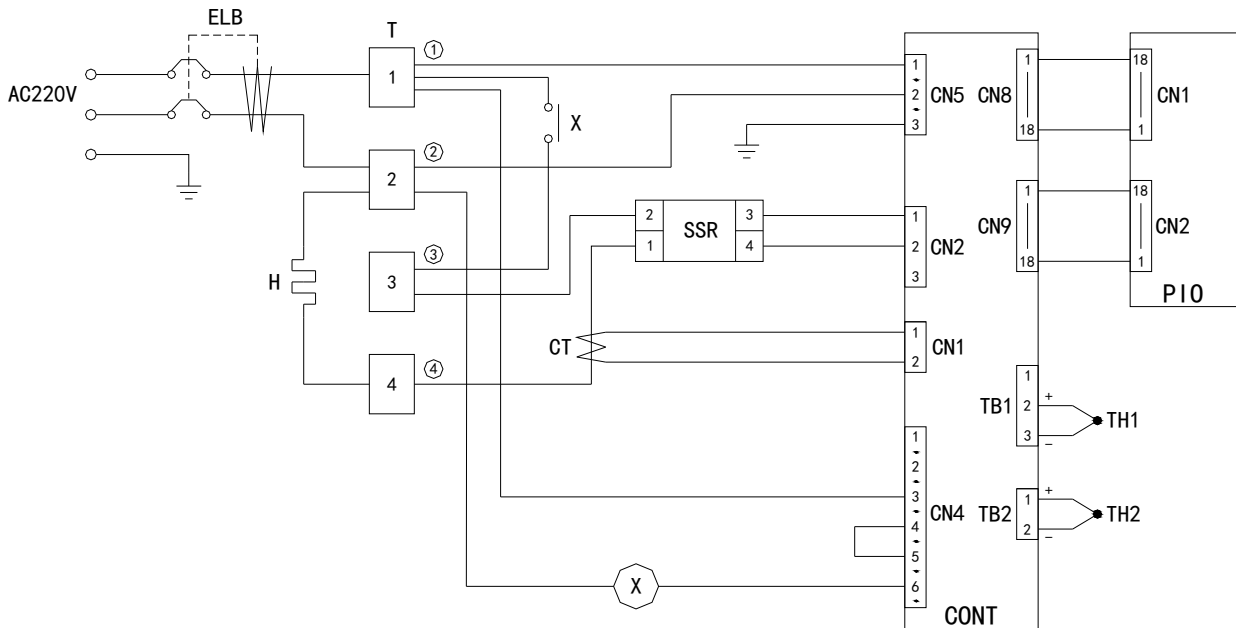 ELB
T
①
1
1
18
AC220V
1
2
CN5
CN8
CN1
X
3
18
1
②
2
1
18
2
3
1
SSR
CN2
CN9
CN2
1
4
2
③
18
1
H
3
3
PIO
1
CT
CN1
2
④
4
1
TB1
2
+
TH1
3
−
1
2
3
1
+
CN4
TB2
TH2
4
2
−
5
X
6
CONT